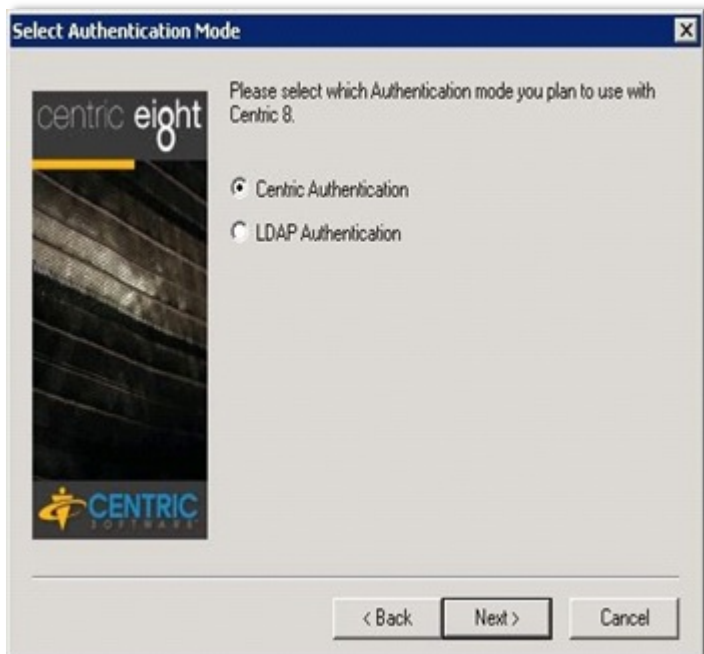 Select Authentication Mode
Please select which Authentication mode you plan to use with
Centric 8.
centric eight
8
Centric Authentication
LDAP Authentication
CENTRIC
SOFTWARE
< Back
Next >
Cancel